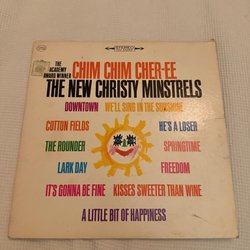 STEREO
THE
ACADEMY
AWARD WINNER
CHIM CHIM CHER-EE
THE NEW CHRISTY MINSTRELS
DOWNTOWN WE'LL SING IN THE SUNSHINE
COTTON FIELDS HE'S A LOSER
THE ROUNDER SPRINGTIME
LARK DAY FREEDOM
IT'S GONNA BE FINE KISSES SWEETER THAN WINE
A LITTLE BIT OF HAPPINESS